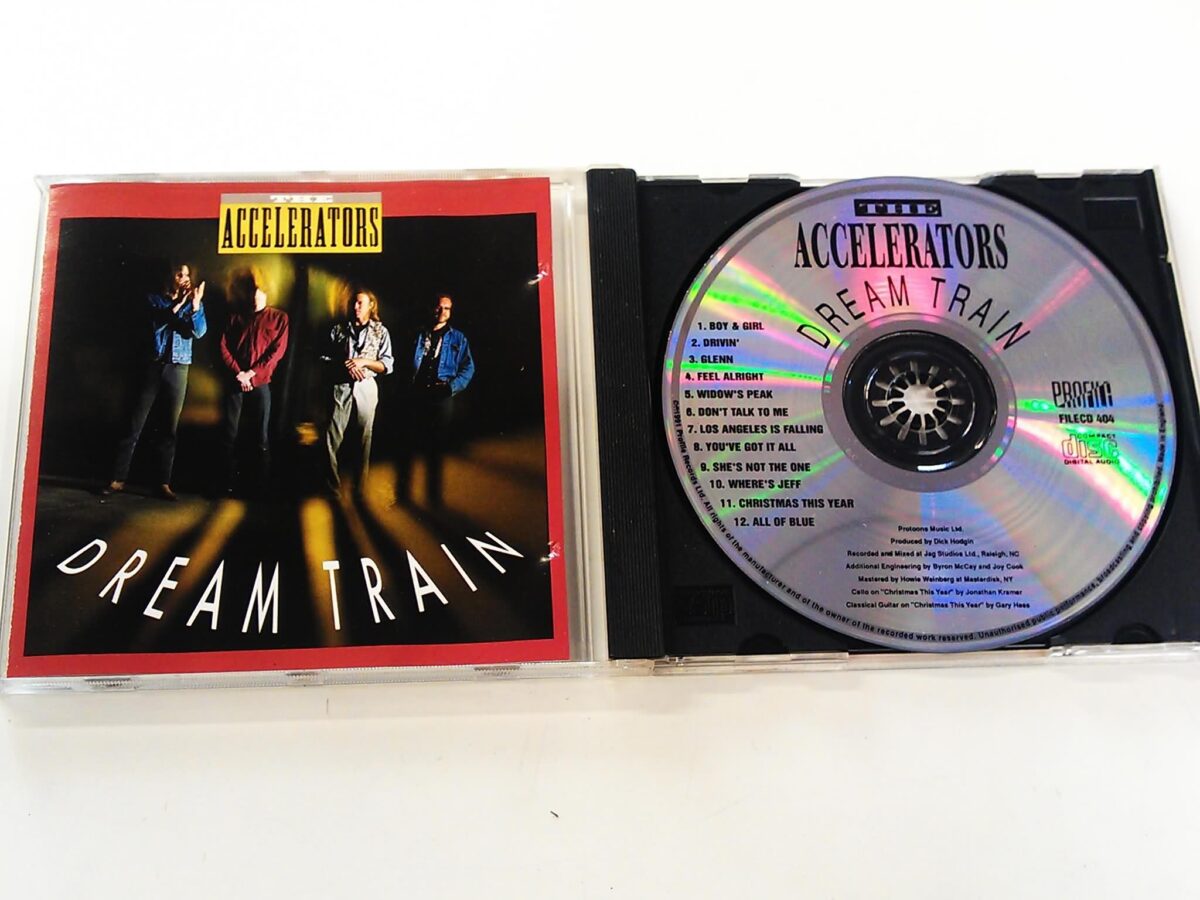 THE
ACCELERATORS
DREAM TRAIN
THE
ACCELERATORS
DREAM TRAIN
1. BOY & GIRL
2. DRIVIN'
3. GLENN
4. FEEL ALRIGHT
5. WIDOW'S PEAK
6. DON'T TALK TO ME
7. LOS ANGELES IS FALLING
8. YOU'VE GOT IT ALL
9. SHE'S NOT THE ONE
10. WHERE'S JEFF
11. CHRISTMAS THIS YEAR
12. ALL OF BLUE
PROFILE
FILECD 404
COMPACT
disc
DIGITAL AUDIO
Protoons Music Ltd.
Produced by Dick Hodgin
Recorded and Mixed at Jag Studios Ltd., Raleigh, NC
Additional Engineering by Byron McCay and Joy Cook
Mastered by Howie Weinberg at Masterdisk, NY
Cello on "Christmas This Year" by Jonathan Kramer
Classical Guitar on "Christmas This Year" by Gary Hess
1991 Profile Records Ltd. All rights of the manufacturer and of the owner of the recorded work reserved. Unauthorised public performance, broadcasting and